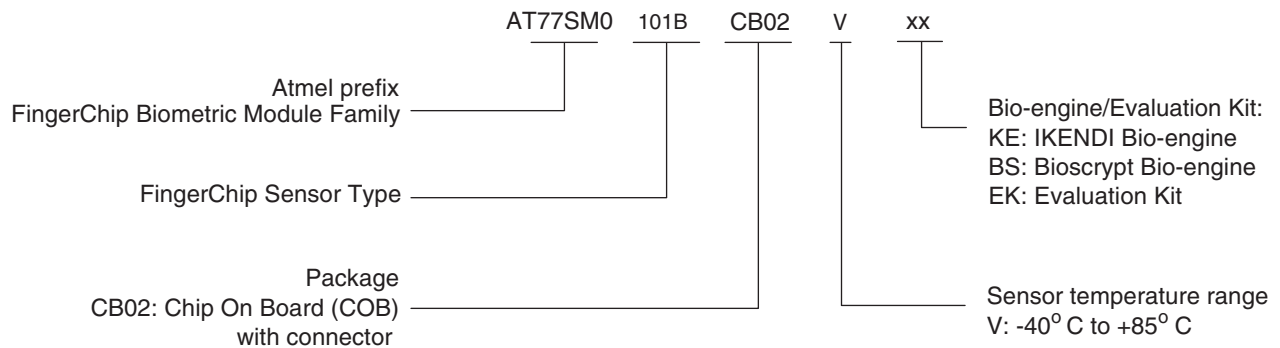 AT77SM0 101B CB02 V xx
Atmel prefix
FingerChip Biometric Module Family
Bio-engine/Evaluation Kit:
KE: IKENDI Bio-engine
BS: Bioscrypt Bio-engine
EK: Evaluation Kit
FingerChip Sensor Type
Package
CB02: Chip On Board (COB)
with connector
Sensor temperature range
V: -40° C to +85° C